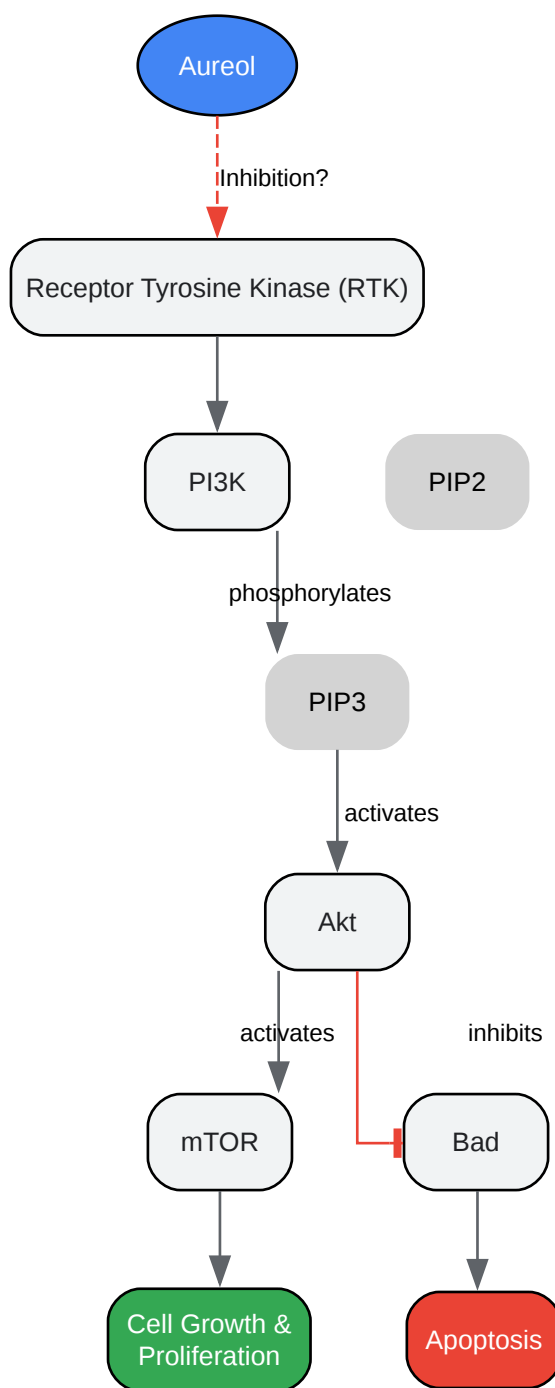 Aureol
Inhibition?
Receptor Tyrosine Kinase (RTK)
PI3K
PIP2
phosphorylates
PIP3
activates
Akt
activates
inhibits
mTOR
Bad
Cell Growth &
Proliferation
Apoptosis